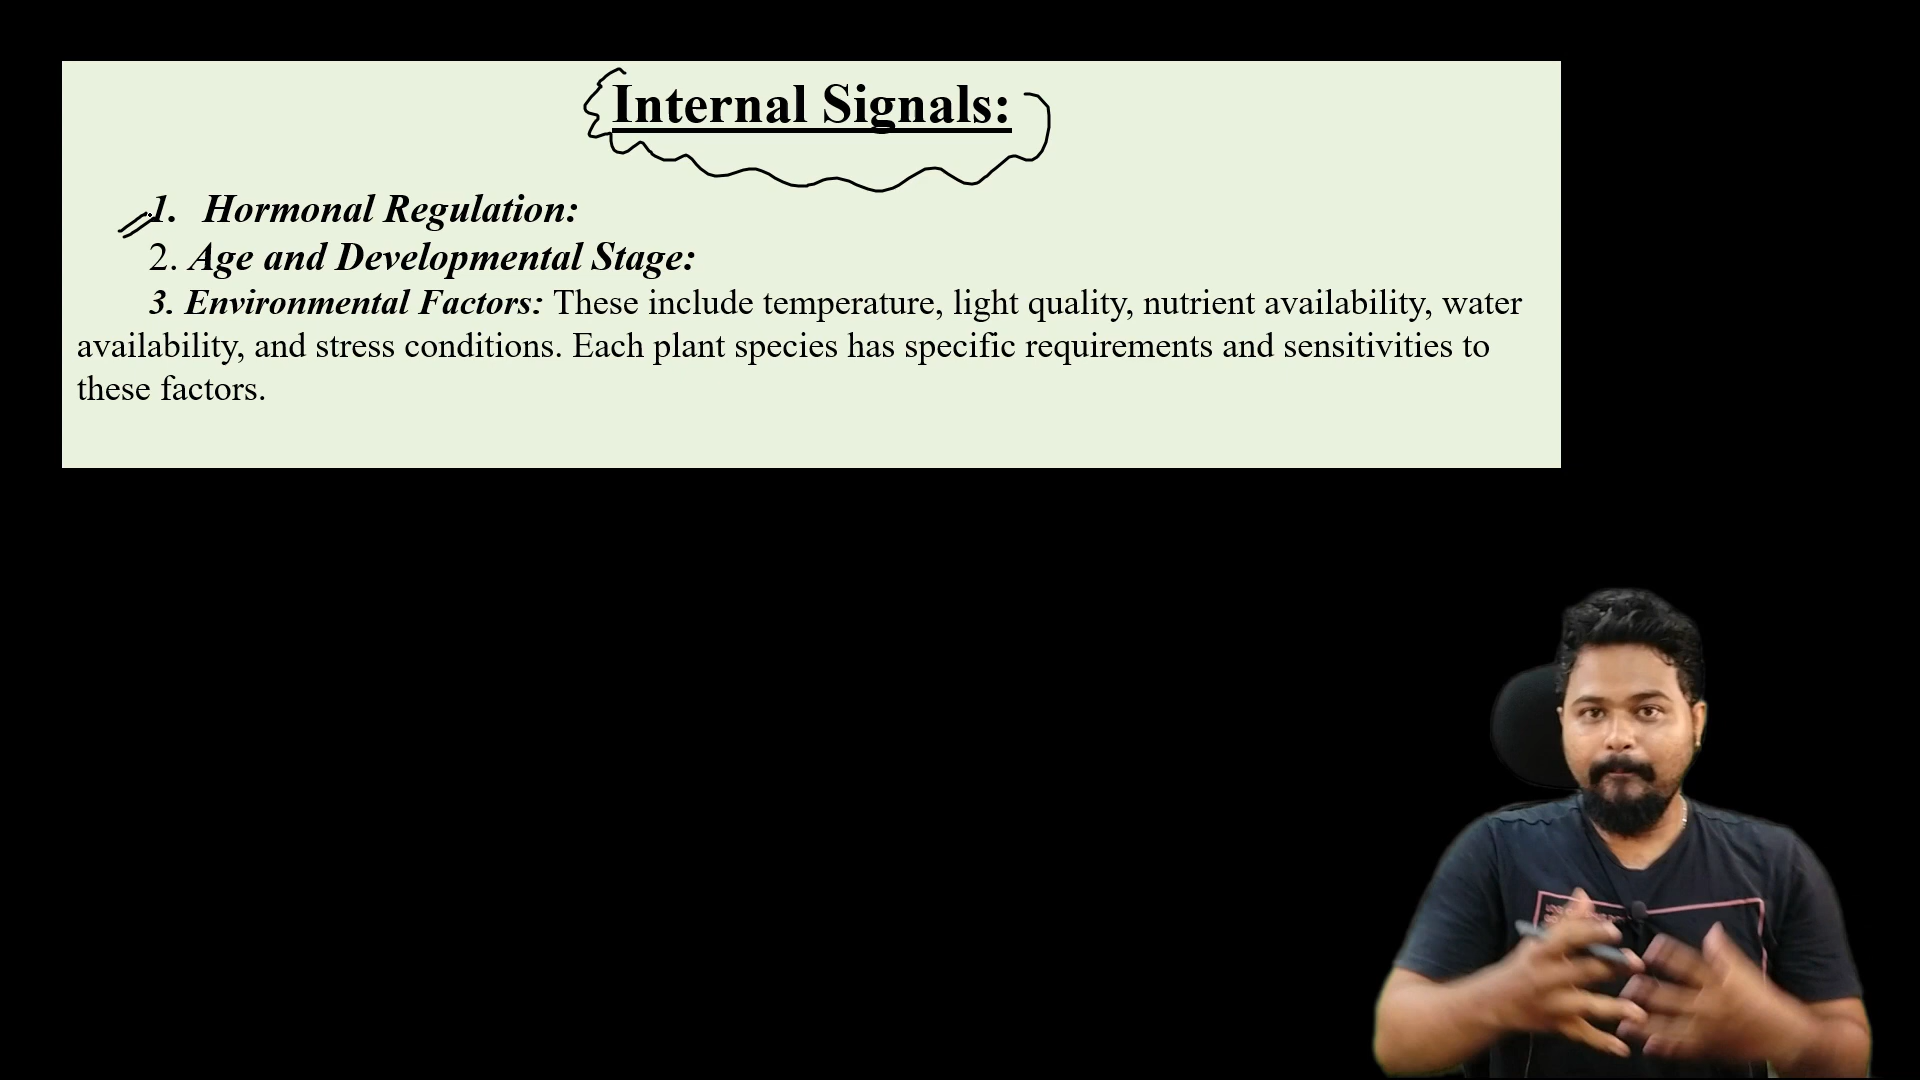 Internal Signals:
1. Hormonal Regulation:
2. Age and Developmental Stage:
3. Environmental Factors: These include temperature, light quality, nutrient availability, water
availability, and stress conditions. Each plant species has specific requirements and sensitivities to
these factors.